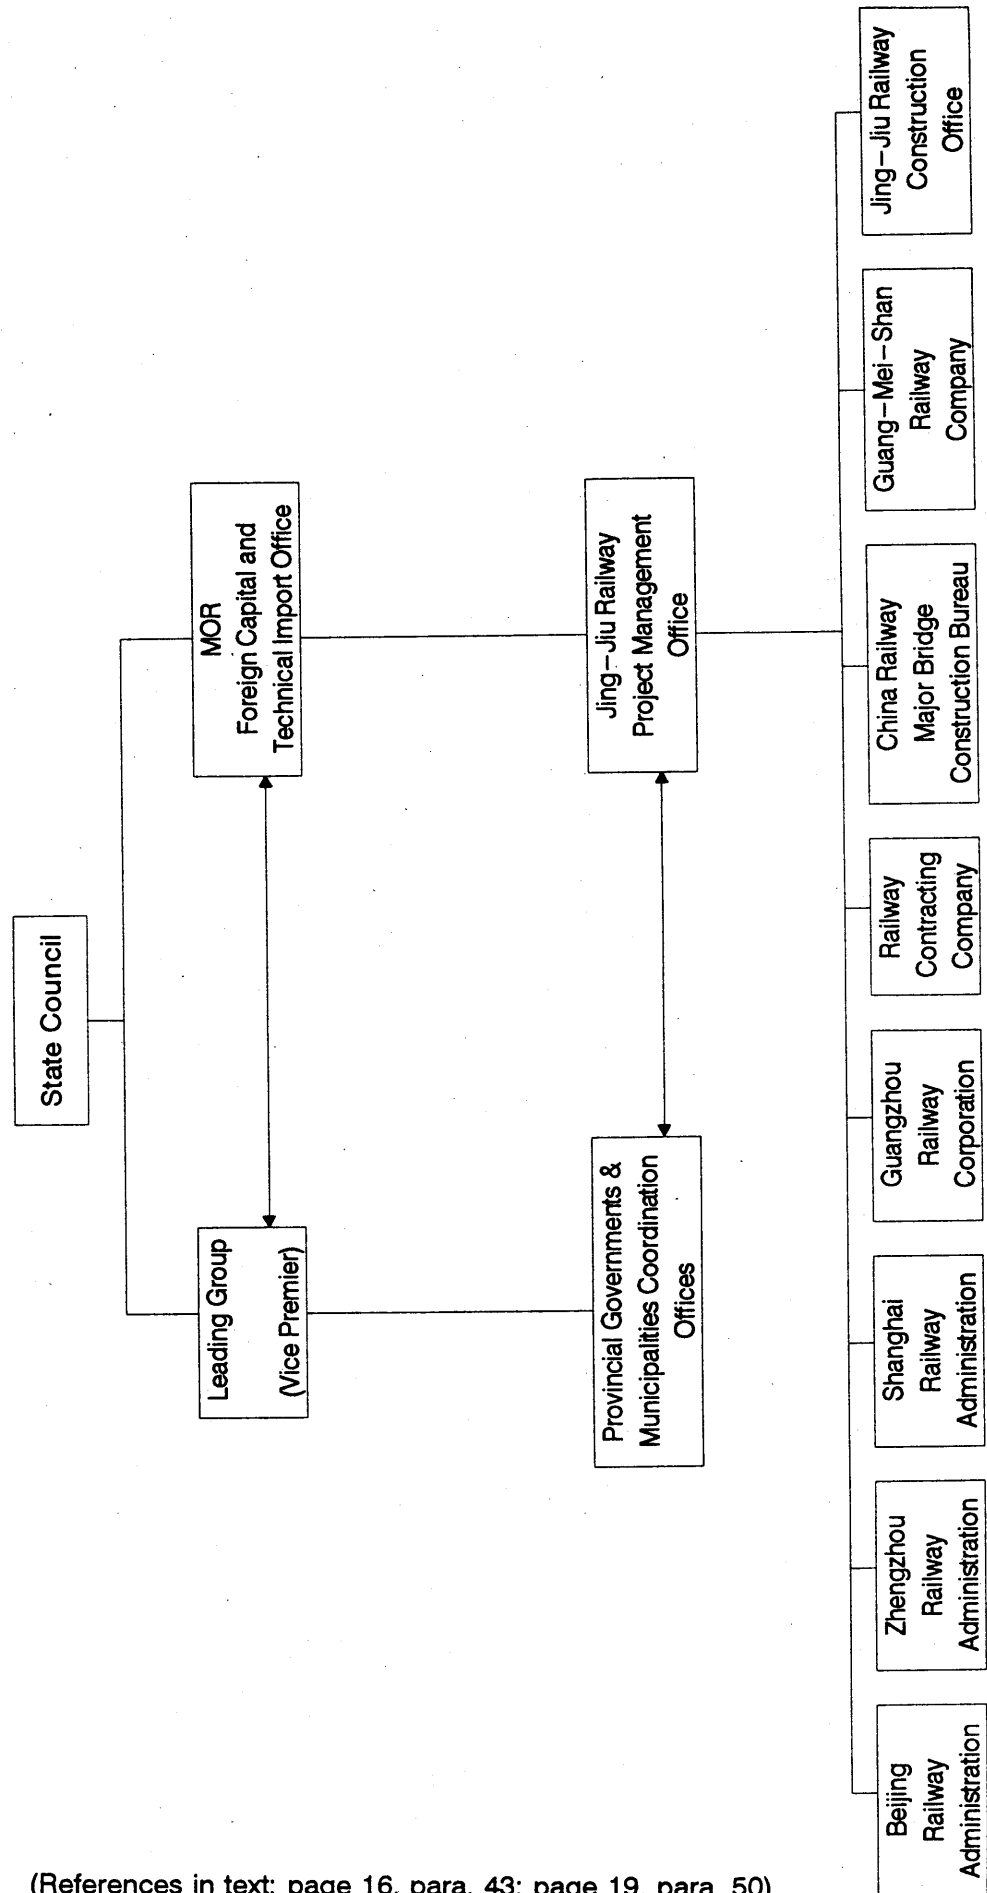 State Council
Leading Group
(Vice Premier)
MOR
Foreign Capital and
Technical Import Office
Provincial Governments &
Municipalities Coordination
Offices
Jing-Jiu Railway
Project Management
Office
Beijing
Railway
Administration
Zhengzhou
Railway
Administration
Shanghai
Railway
Administration
Guangzhou
Railway
Corporation
Railway
Contracting
Company
China Railway
Major Bridge
Construction Bureau
Guang-Mei-Shan
Railway
Company
Jing-Jiu Railway
Construction
Office
(References in text: page 16, para. 43; page 19, para. 50)